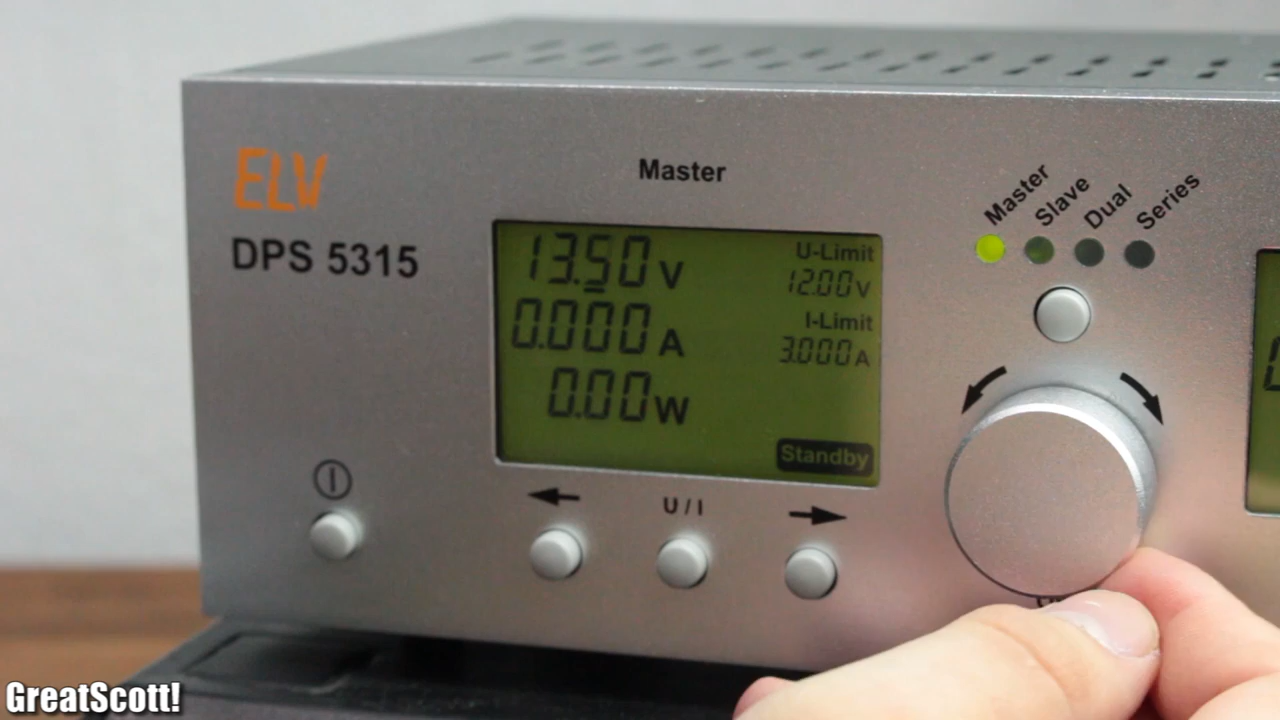 Master
ELV
DPS 5315
13.50 V
0.000 A
0.00 W
U-Limit
12.00 V
I-Limit
3.000 A
Standby
U / I
Master
Slave
Dual
Series
GreatScott!